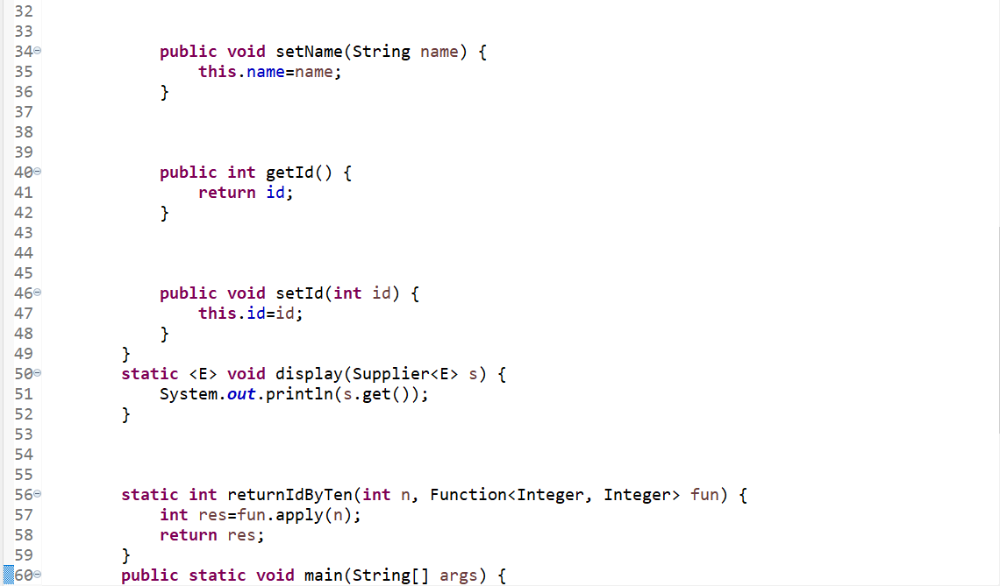 32
33
34 public void setName(String name) {
35 this.name=name;
36 }
37
38
39
40 public int getId() {
41 return id;
42 }
43
44
45
46 public void setId(int id) {
47 this.id=id;
48 }
49 }
50 static <E> void display(Supplier<E> s) {
51 System.out.println(s.get());
52 }
53
54
55
56 static int returnIdByTen(int n, Function<Integer, Integer> fun) {
57 int res=fun.apply(n);
58 return res;
59 }
60 public static void main(String[] args) {